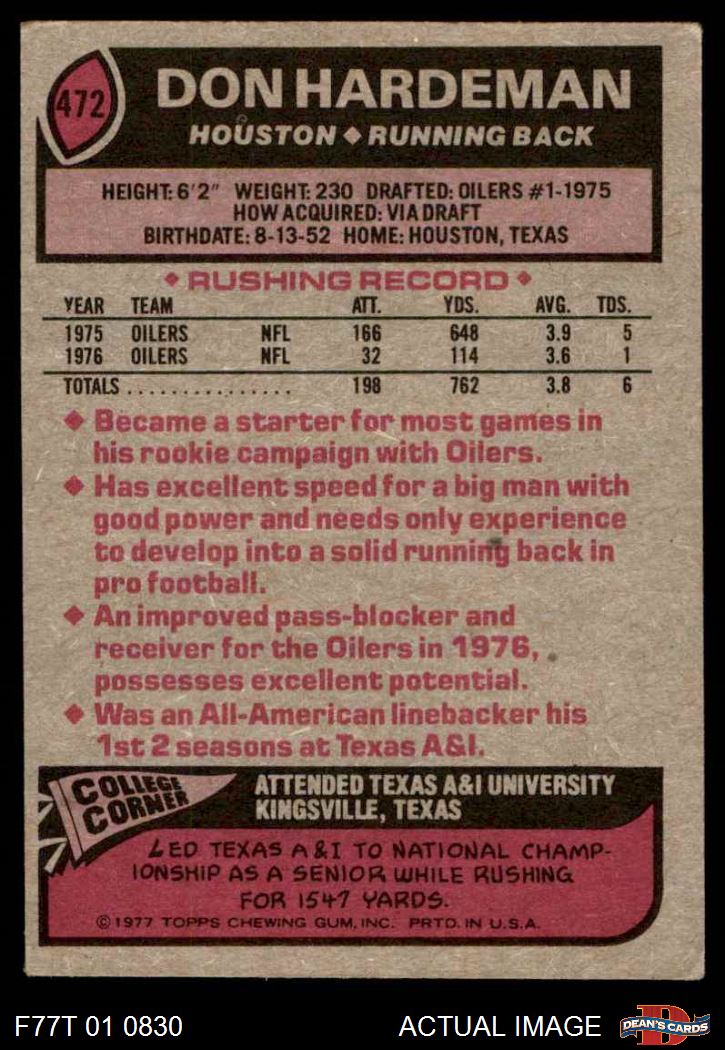 472
DON HARDEMAN
HOUSTON ◆ RUNNING BACK
HEIGHT: 6'2" WEIGHT: 230 DRAFTED: OILERS #1-1975
HOW ACQUIRED: VIA DRAFT
BIRTHDATE: 8-13-52 HOME: HOUSTON, TEXAS
◆ RUSHING RECORD ◆
YEAR TEAM ATT. YDS. AVG. TDS.
1975 OILERS NFL 166 648 3.9 5
1976 OILERS NFL 32 114 3.6 1
TOTALS ............... 198 762 3.8 6
◆ Became a starter for most games in
his rookie campaign with Oilers.
◆ Has excellent speed for a big man with
good power and needs only experience
to develop into a solid running back in
pro football.
◆ An improved pass-blocker and
receiver for the Oilers in 1976,
possesses excellent potential.
◆ Was an All-American linebacker his
1st 2 seasons at Texas A&I.
COLLEGE
CORNER
ATTENDED TEXAS A&I UNIVERSITY
KINGSVILLE, TEXAS
LED TEXAS A & I TO NATIONAL CHAMP-
IONSHIP AS A SENIOR WHILE RUSHING
FOR 1547 YARDS.
© 1977 TOPPS CHEWING GUM, INC. PRTD. IN U.S.A.
F77T 01 0830
ACTUAL IMAGE
D
DEAN'S CARDS